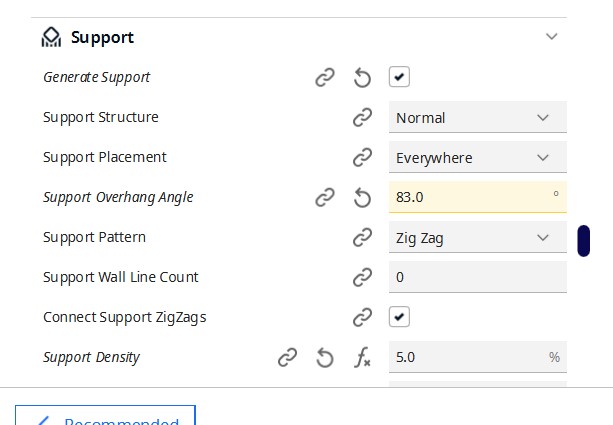 Support
Generate Support
Support Structure Normal
Support Placement Everywhere
Support Overhang Angle 83.0 °
Support Pattern Zig Zag
Support Wall Line Count 0
Connect Support ZigZags
Support Density fx 5.0 %
Recommended